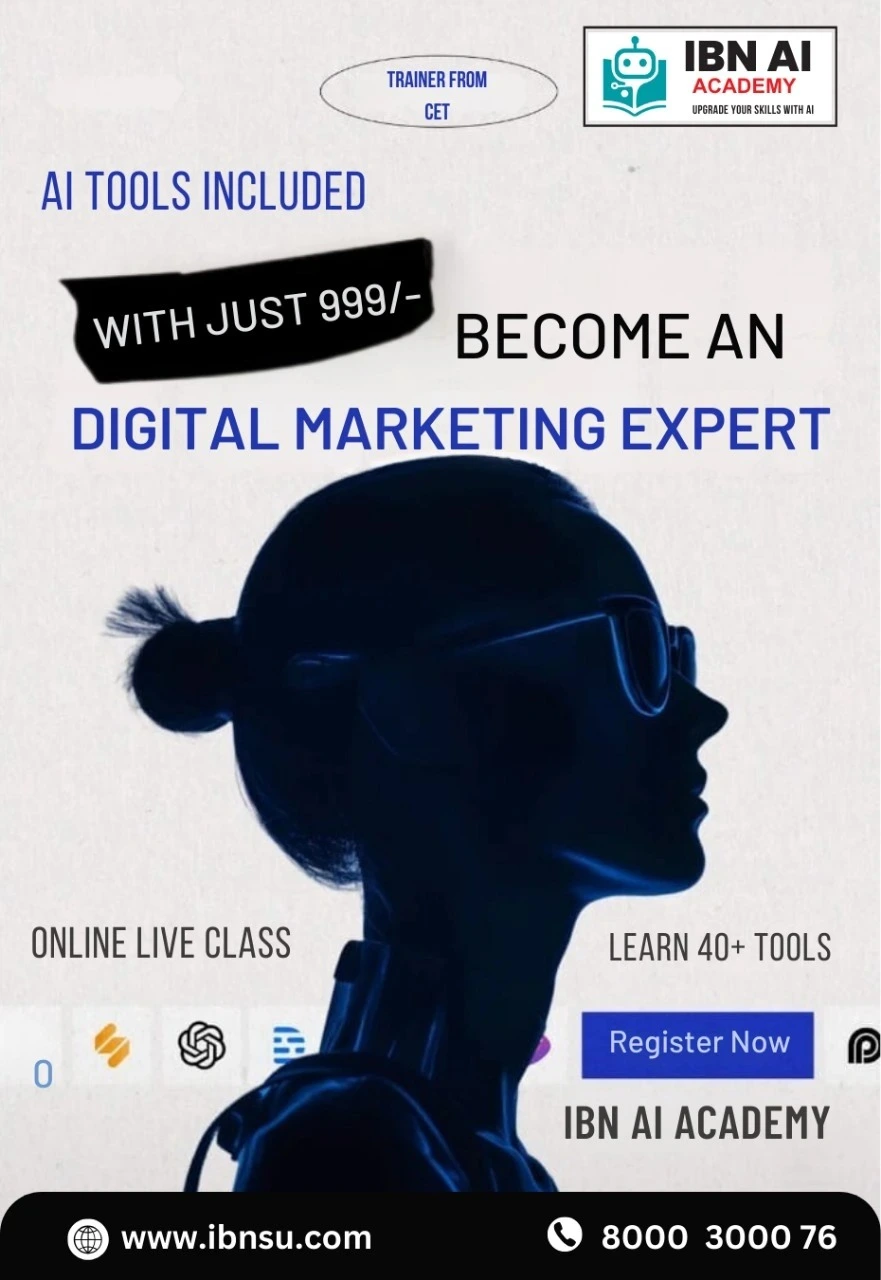 TRAINER FROM
CET
IBN AI
ACADEMY
UPGRADE YOUR SKILLS WITH AI
AI TOOLS INCLUDED
WITH JUST 999/-
BECOME AN
DIGITAL MARKETING EXPERT
ONLINE LIVE CLASS
LEARN 40+ TOOLS
0
Register Now
IBN AI ACADEMY
www.ibnsu.com
8000 3000 76